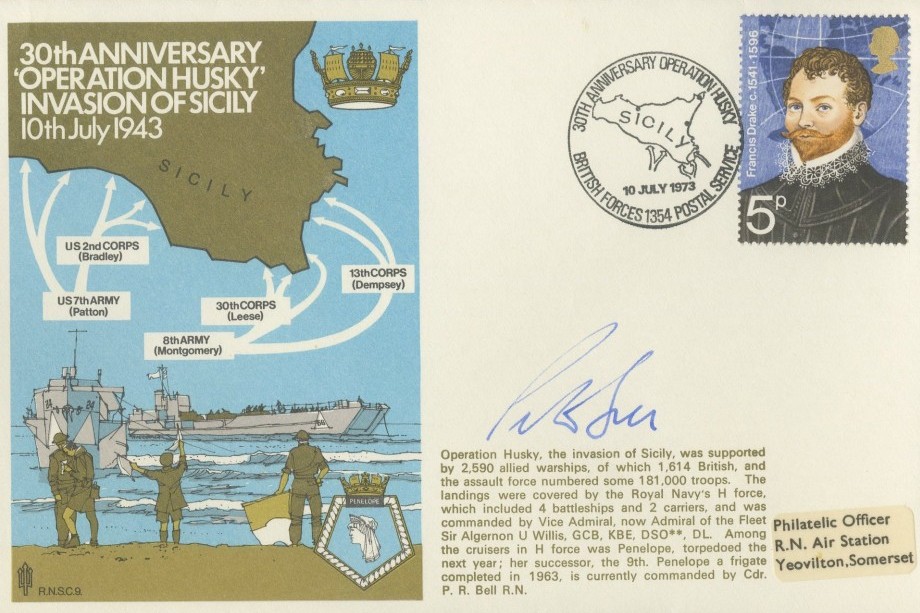 30th ANNIVERSARY
'OPERATION HUSKY'
INVASION OF SICILY
10th July 1943
SICILY
US 2nd CORPS
(Bradley)
US 7th ARMY
(Patton)
30th CORPS
(Leese)
13th CORPS
(Dempsey)
8th ARMY
(Montgomery)
PENELOPE
R.N.S.C.9.
30TH ANNIVERSARY OPERATION HUSKY
SICILY
10 JULY 1973
BRITISH FORCES 1354 POSTAL SERVICE
Francis Drake c.1541-1596
5p
Operation Husky, the invasion of Sicily, was supported
by 2,590 allied warships, of which 1,614 British, and
the assault force numbered some 181,000 troops. The
landings were covered by the Royal Navy's H force,
which included 4 battleships and 2 carriers, and was
commanded by Vice Admiral, now Admiral of the Fleet
Sir Algernon U Willis, GCB, KBE, DSO**, DL. Among
the cruisers in H force was Penelope, torpedoed the
next year; her successor, the 9th. Penelope a frigate
completed in 1963, is currently commanded by Cdr.
P. R. Bell R.N.
Philatelic Officer
R.N. Air Station
Yeovilton, Somerset